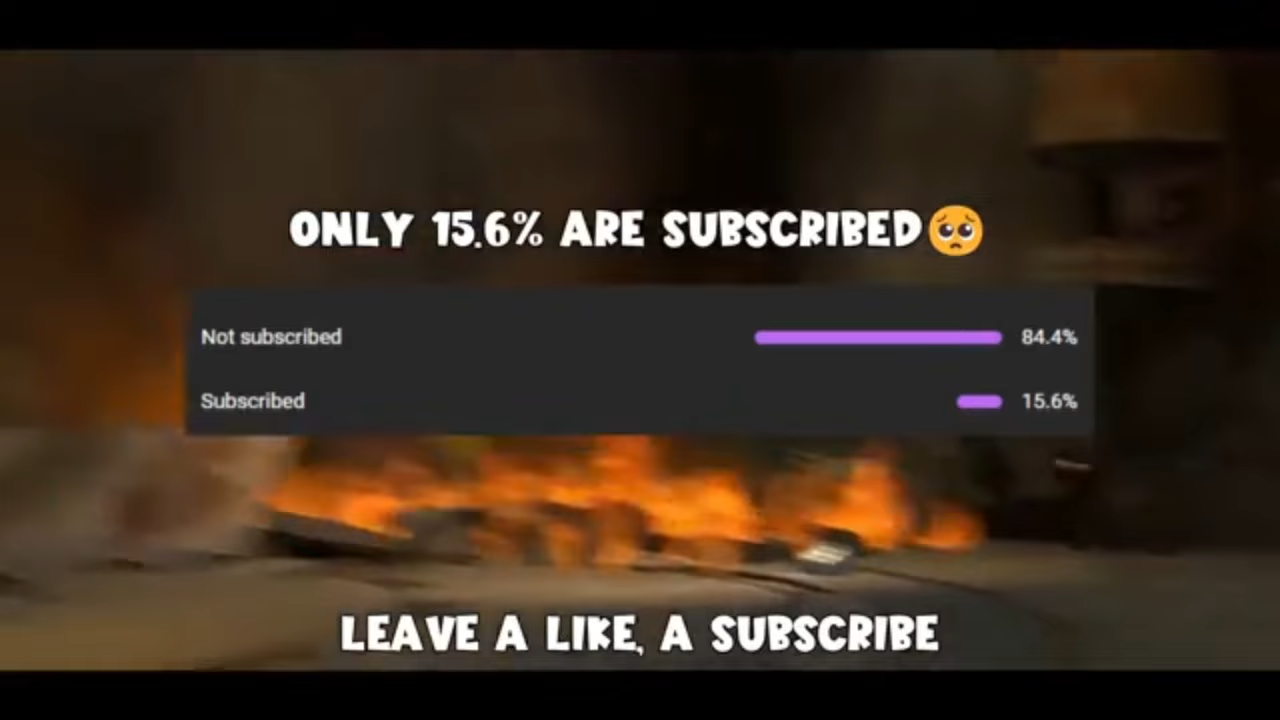 ONLY 15.6% ARE SUBSCRIBED🥺
Not subscribed 84.4%
Subscribed 15.6%
LEAVE A LIKE, A SUBSCRIBE